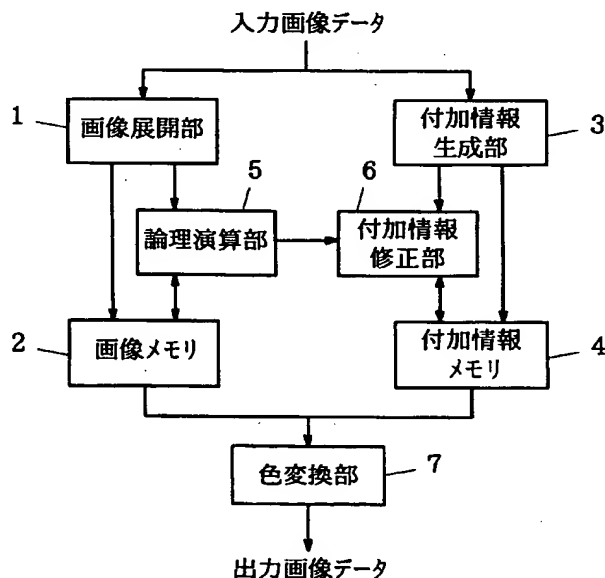 入力画像データ
1
画像展開部
付加情報
生成部
3
5
6
論理演算部
付加情報
修正部
2
画像メモリ
付加情報
メモリ
4
色変換部
7
出力画像データ